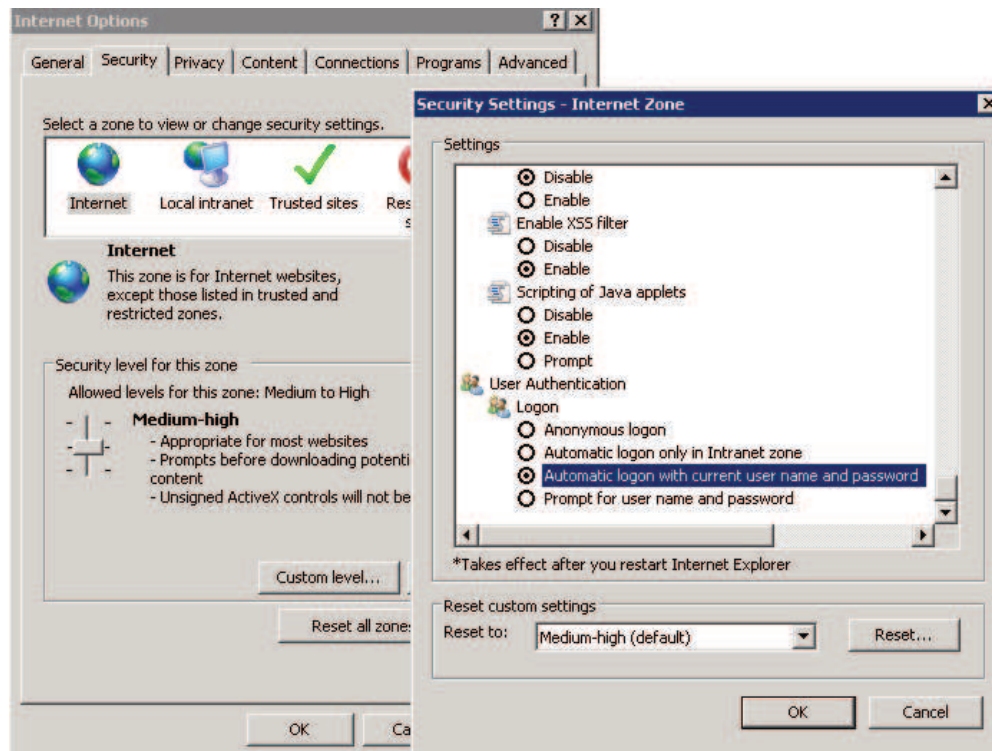 Internet Options
General Security Privacy Content Connections Programs Advanced
Select a zone to view or change security settings.
Internet Local intranet Trusted sites
Internet
This zone is for Internet websites,
except those listed in trusted and
restricted zones.
Security level for this zone
Allowed levels for this zone: Medium to High
Medium-high
- Appropriate for most websites
- Prompts before downloading
content
- Unsigned ActiveX controls will not be
Custom level...
Reset all zones
OK
Security Settings - Internet Zone
Settings
Disable
Enable
Enable XSS filter
Disable
Enable
Scripting of Java applets
Disable
Enable
Prompt
User Authentication
Logon
Anonymous logon
Automatic logon only in Intranet zone
Automatic logon with current user name and password
Prompt for user name and password
*Takes effect after you restart Internet Explorer
Reset custom settings
Reset to: Medium-high (default) Reset...
OK Cancel